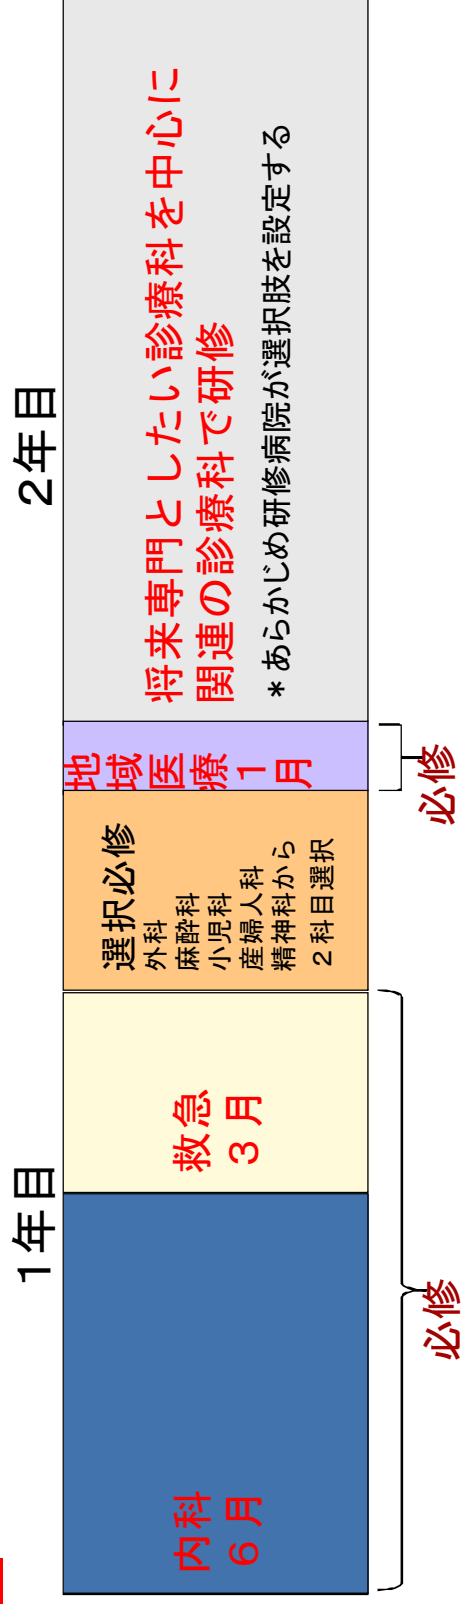 1年目
2年目
内科
６月
救急
３月
選択必修
外科
麻酔科
小児科
産婦人科
精神科から
２科目選択
地域医療１月
将来専門としたい診療科を中心に
関連の診療科で研修
＊あらかじめ研修病院が選択肢を設定する
必修
必修